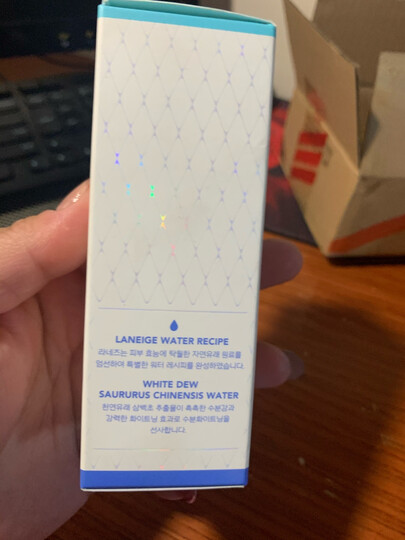 LANEIGE WATER RECIPE
라네즈는 피부 효능에 탁월한 자연유래 원료를
엄선하여 특별한 워터 레시피를 완성하였습니다.
WHITE DEW
SAURURUS CHINENSIS WATER
천연유래 삼백초 추출물이 촉촉한 수분감과
강력한 화이트닝 효과로 수분화이트닝을
선사합니다.